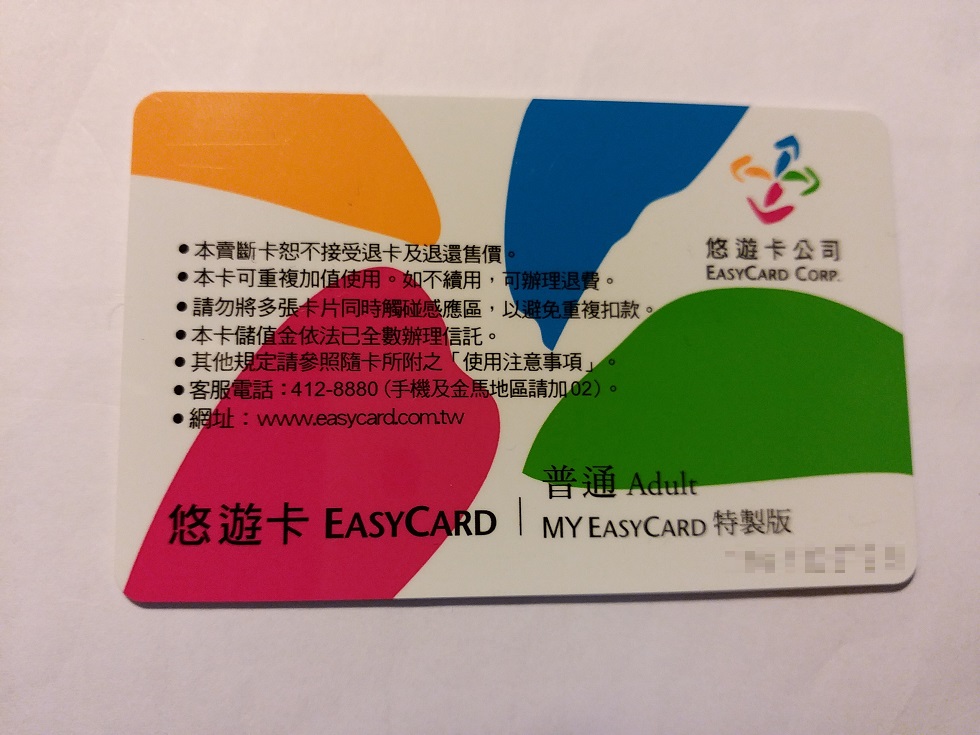 悠遊卡公司
EASYCARD CORP.
● 本賣斷卡恕不接受退卡及退還售價。
● 本卡可重複加值使用。如不續用，可辦理退費。
● 請勿將多張卡片同時觸碰感應區，以避免重複扣款。
● 本卡儲值金依法已全數辦理信託。
● 其他規定請參照隨卡所附之「使用注意事項」。
● 客服電話：412-8880 (手機及金馬地區請加02)。
● 網址：www.easycard.com.tw
悠遊卡 EASYCARD
普通 Adult
MY EASYCARD 特製版